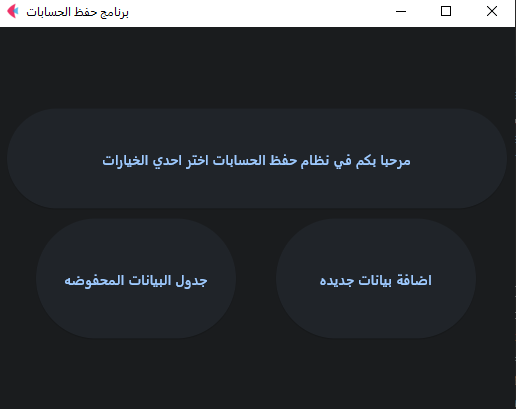 برنامج حفظ الحسابات
مرحبا بكم في نظام حفظ الحسابات اختر احدي الخيارات
اضافة بيانات جديده
جدول البيانات المحفوضه